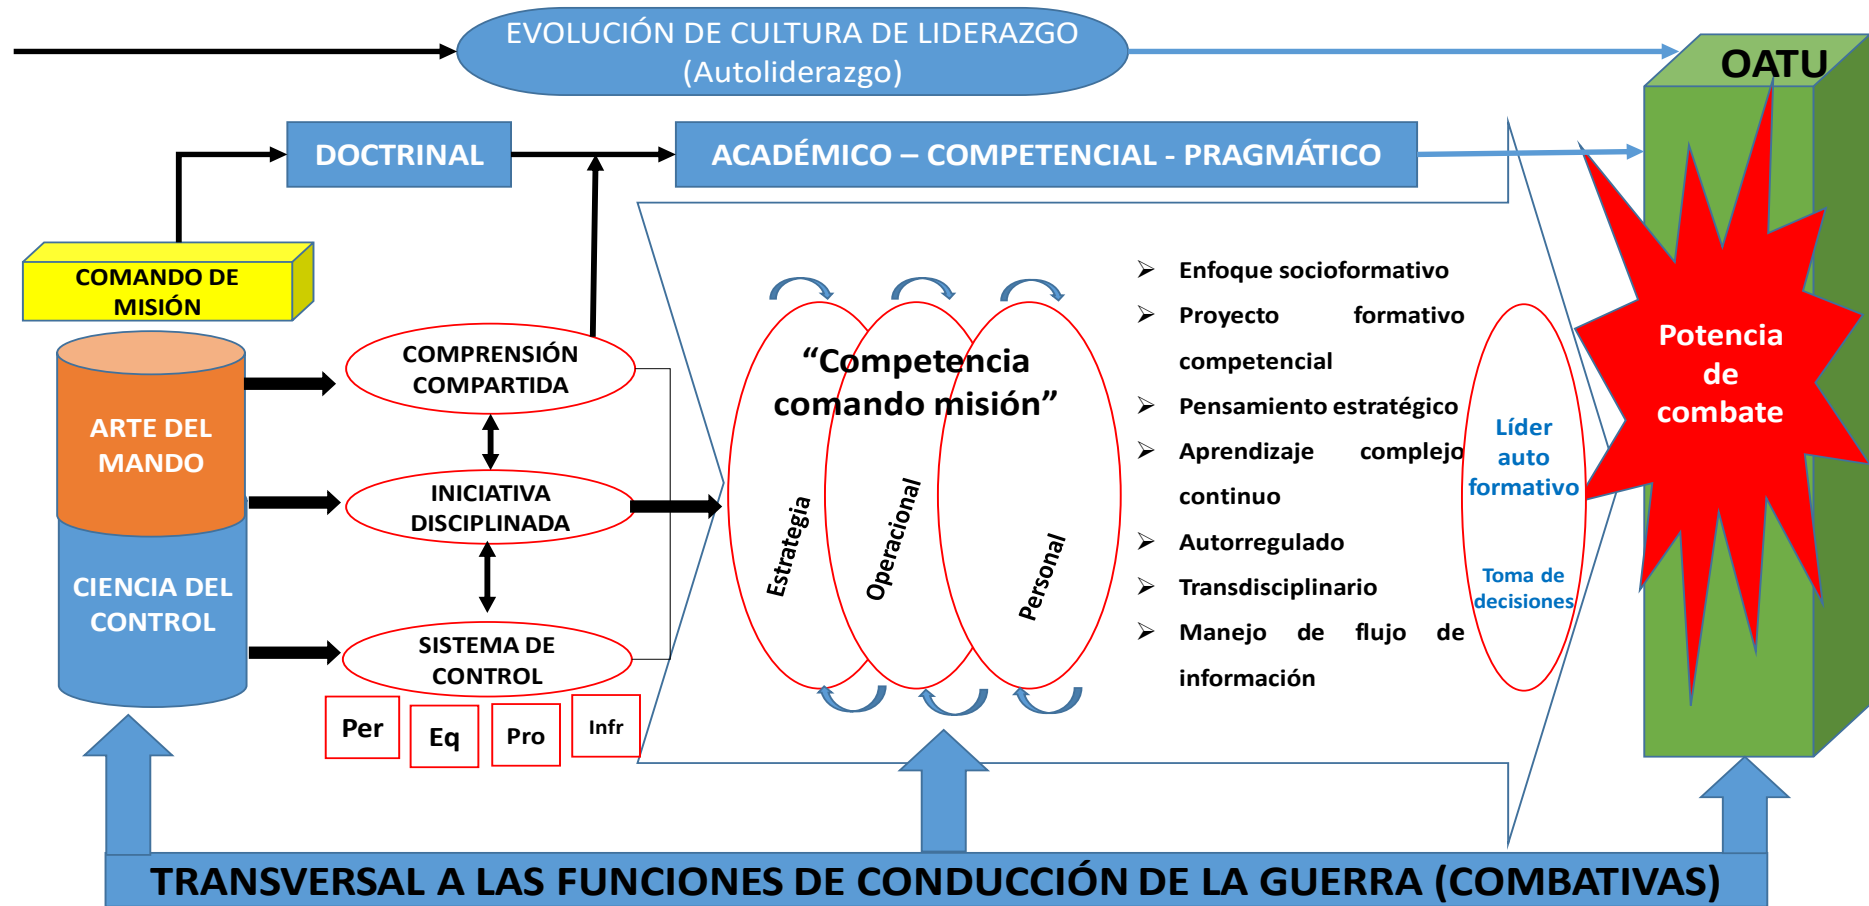 EVOLUCIÓN DE CULTURA DE LIDERAZGO
(Autoliderazgo)
OATU
DOCTRINAL
ACADÉMICO – COMPETENCIAL - PRAGMÁTICO
COMANDO DE
MISIÓN
ARTE DEL
MANDO
CIENCIA DEL
CONTROL
COMPRENSIÓN
COMPARTIDA
INICIATIVA
DISCIPLINADA
SISTEMA DE
CONTROL
Per
Eq
Pro
Infr
“Competencia
comando misión”
Estrategia
Operacional
Personal
Enfoque socioformativo
Proyecto formativo
competencial
Pensamiento estratégico
Aprendizaje complejo
continuo
Autorregulado
Transdisciplinario
Manejo de flujo de
información
Líder
auto
formativo
Toma de
decisiones
Potencia
de
combate
TRANSVERSAL A LAS FUNCIONES DE CONDUCCIÓN DE LA GUERRA (COMBATIVAS)